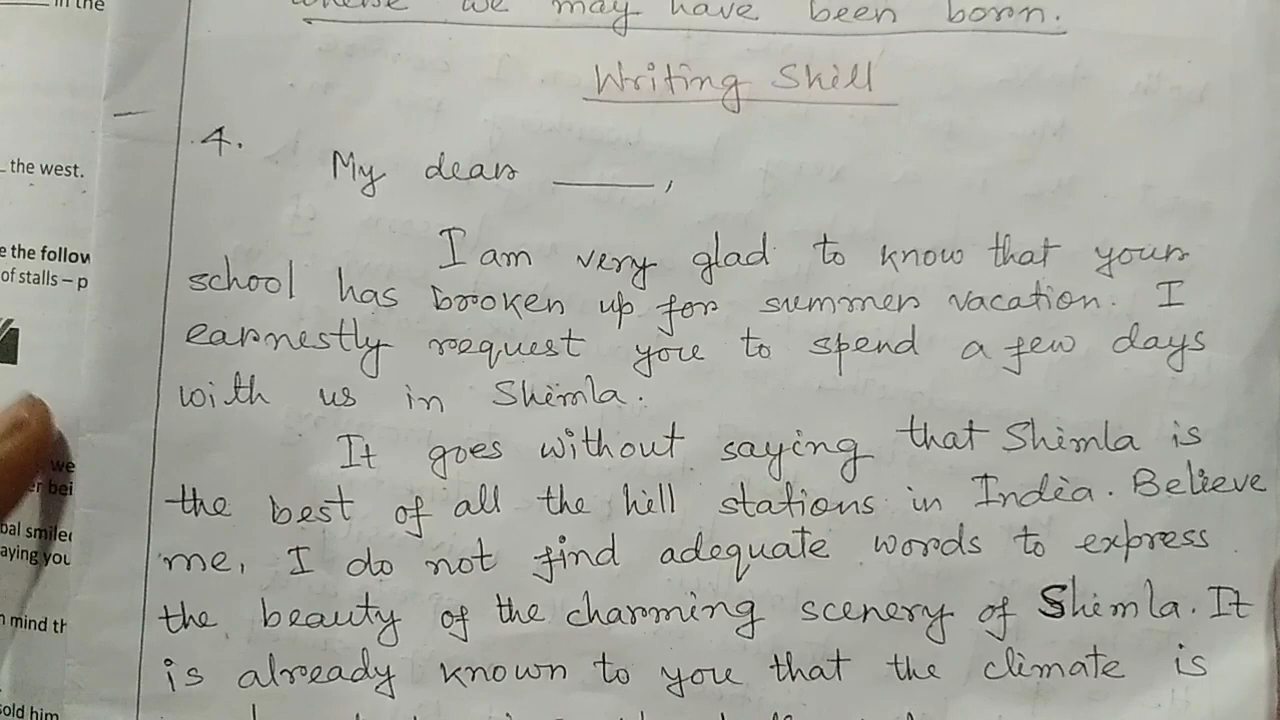 in the
we may have been born.
Writing Skill
4.
the west.
My dear ____,
I am very glad to know that your
e the follow
school has broken up for summer vacation. I
of stalls – p
earnestly request you to spend a few days
with us in Shimla.
It goes without saying that Shimla is
we
er bei
the best of all the hill stations in India. Believe
bal smiled
me, I do not find adequate words to express
aying you
the beauty of the charming scenery of Shimla. It
n mind th
is already known to you that the climate is
sold him